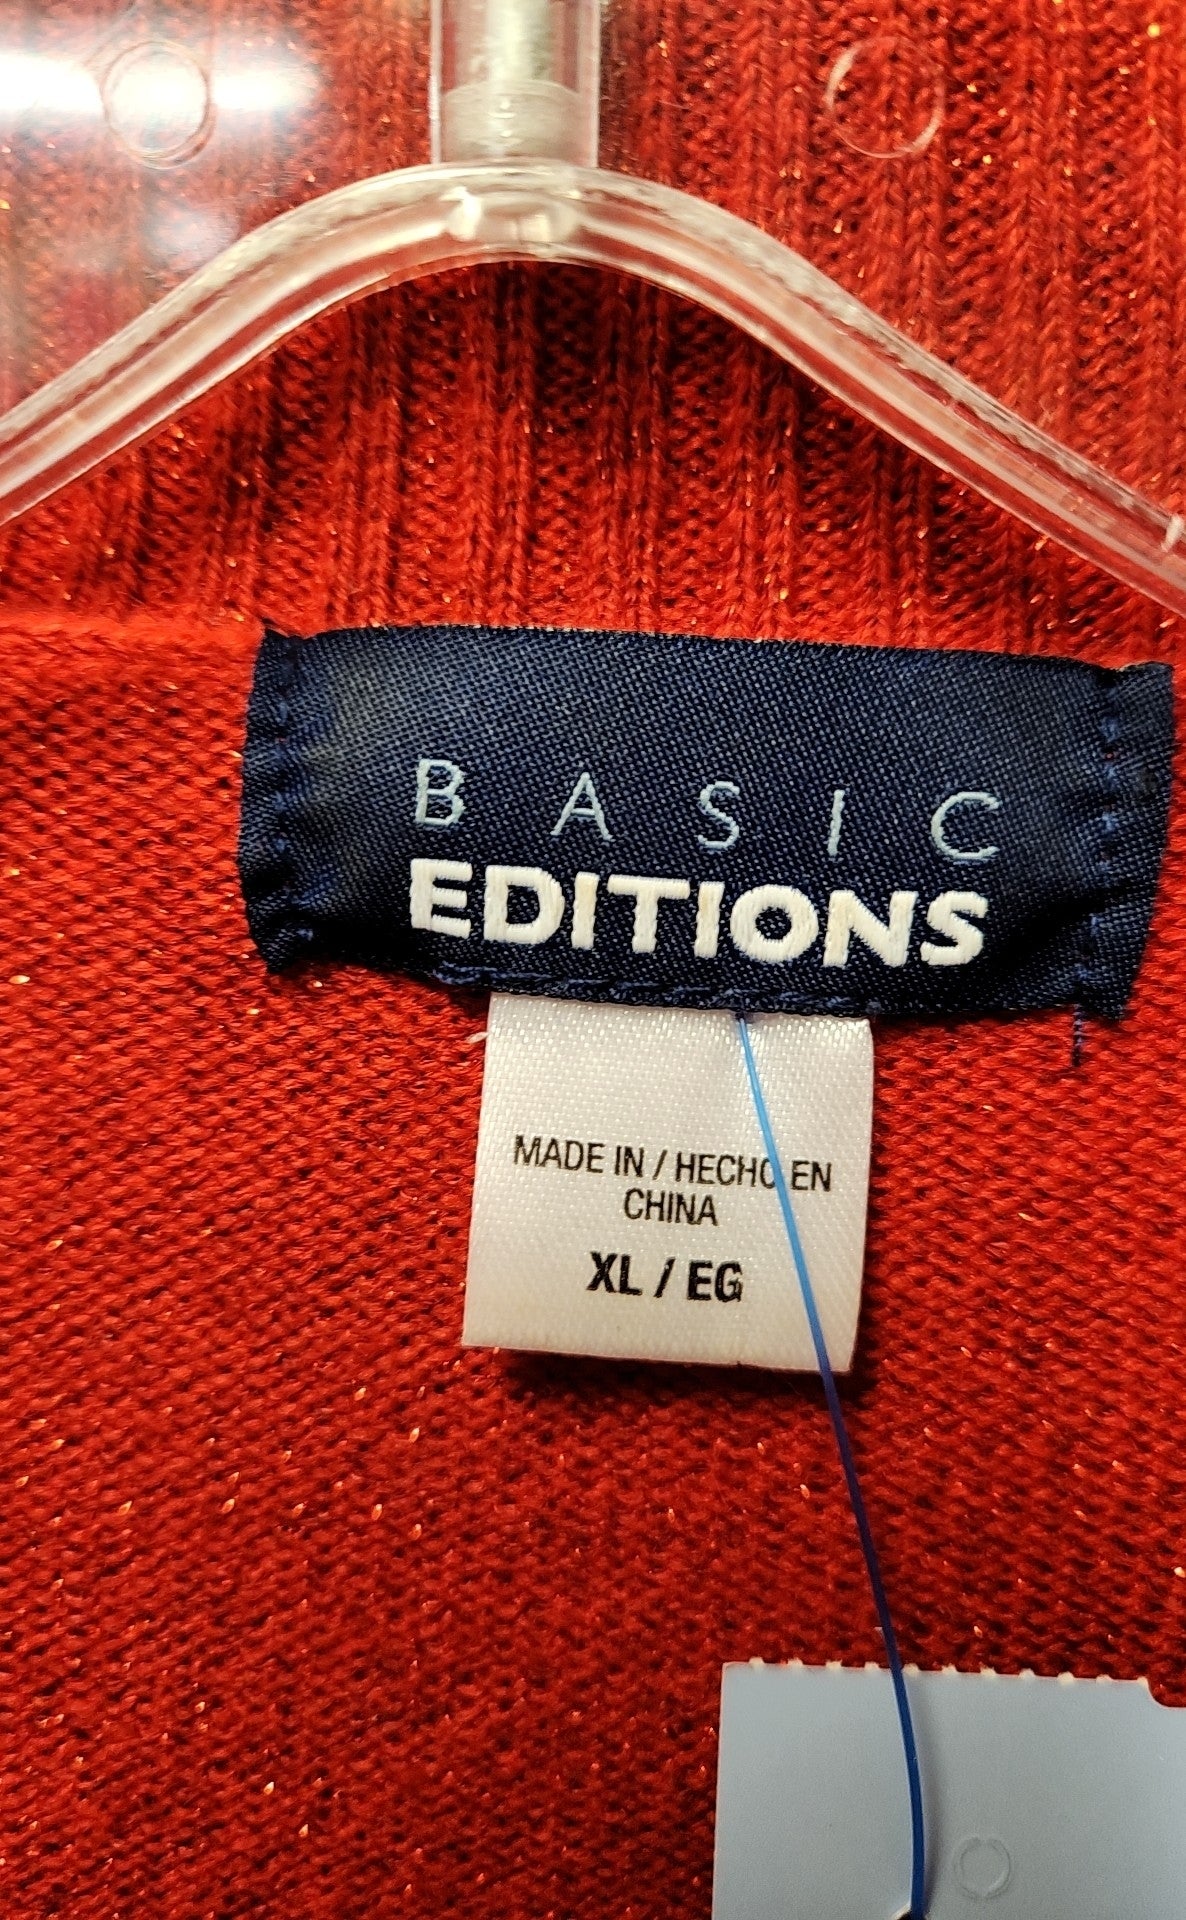 BASIC
EDITIONS
MADE IN / HECHO EN
CHINA
XL / EG